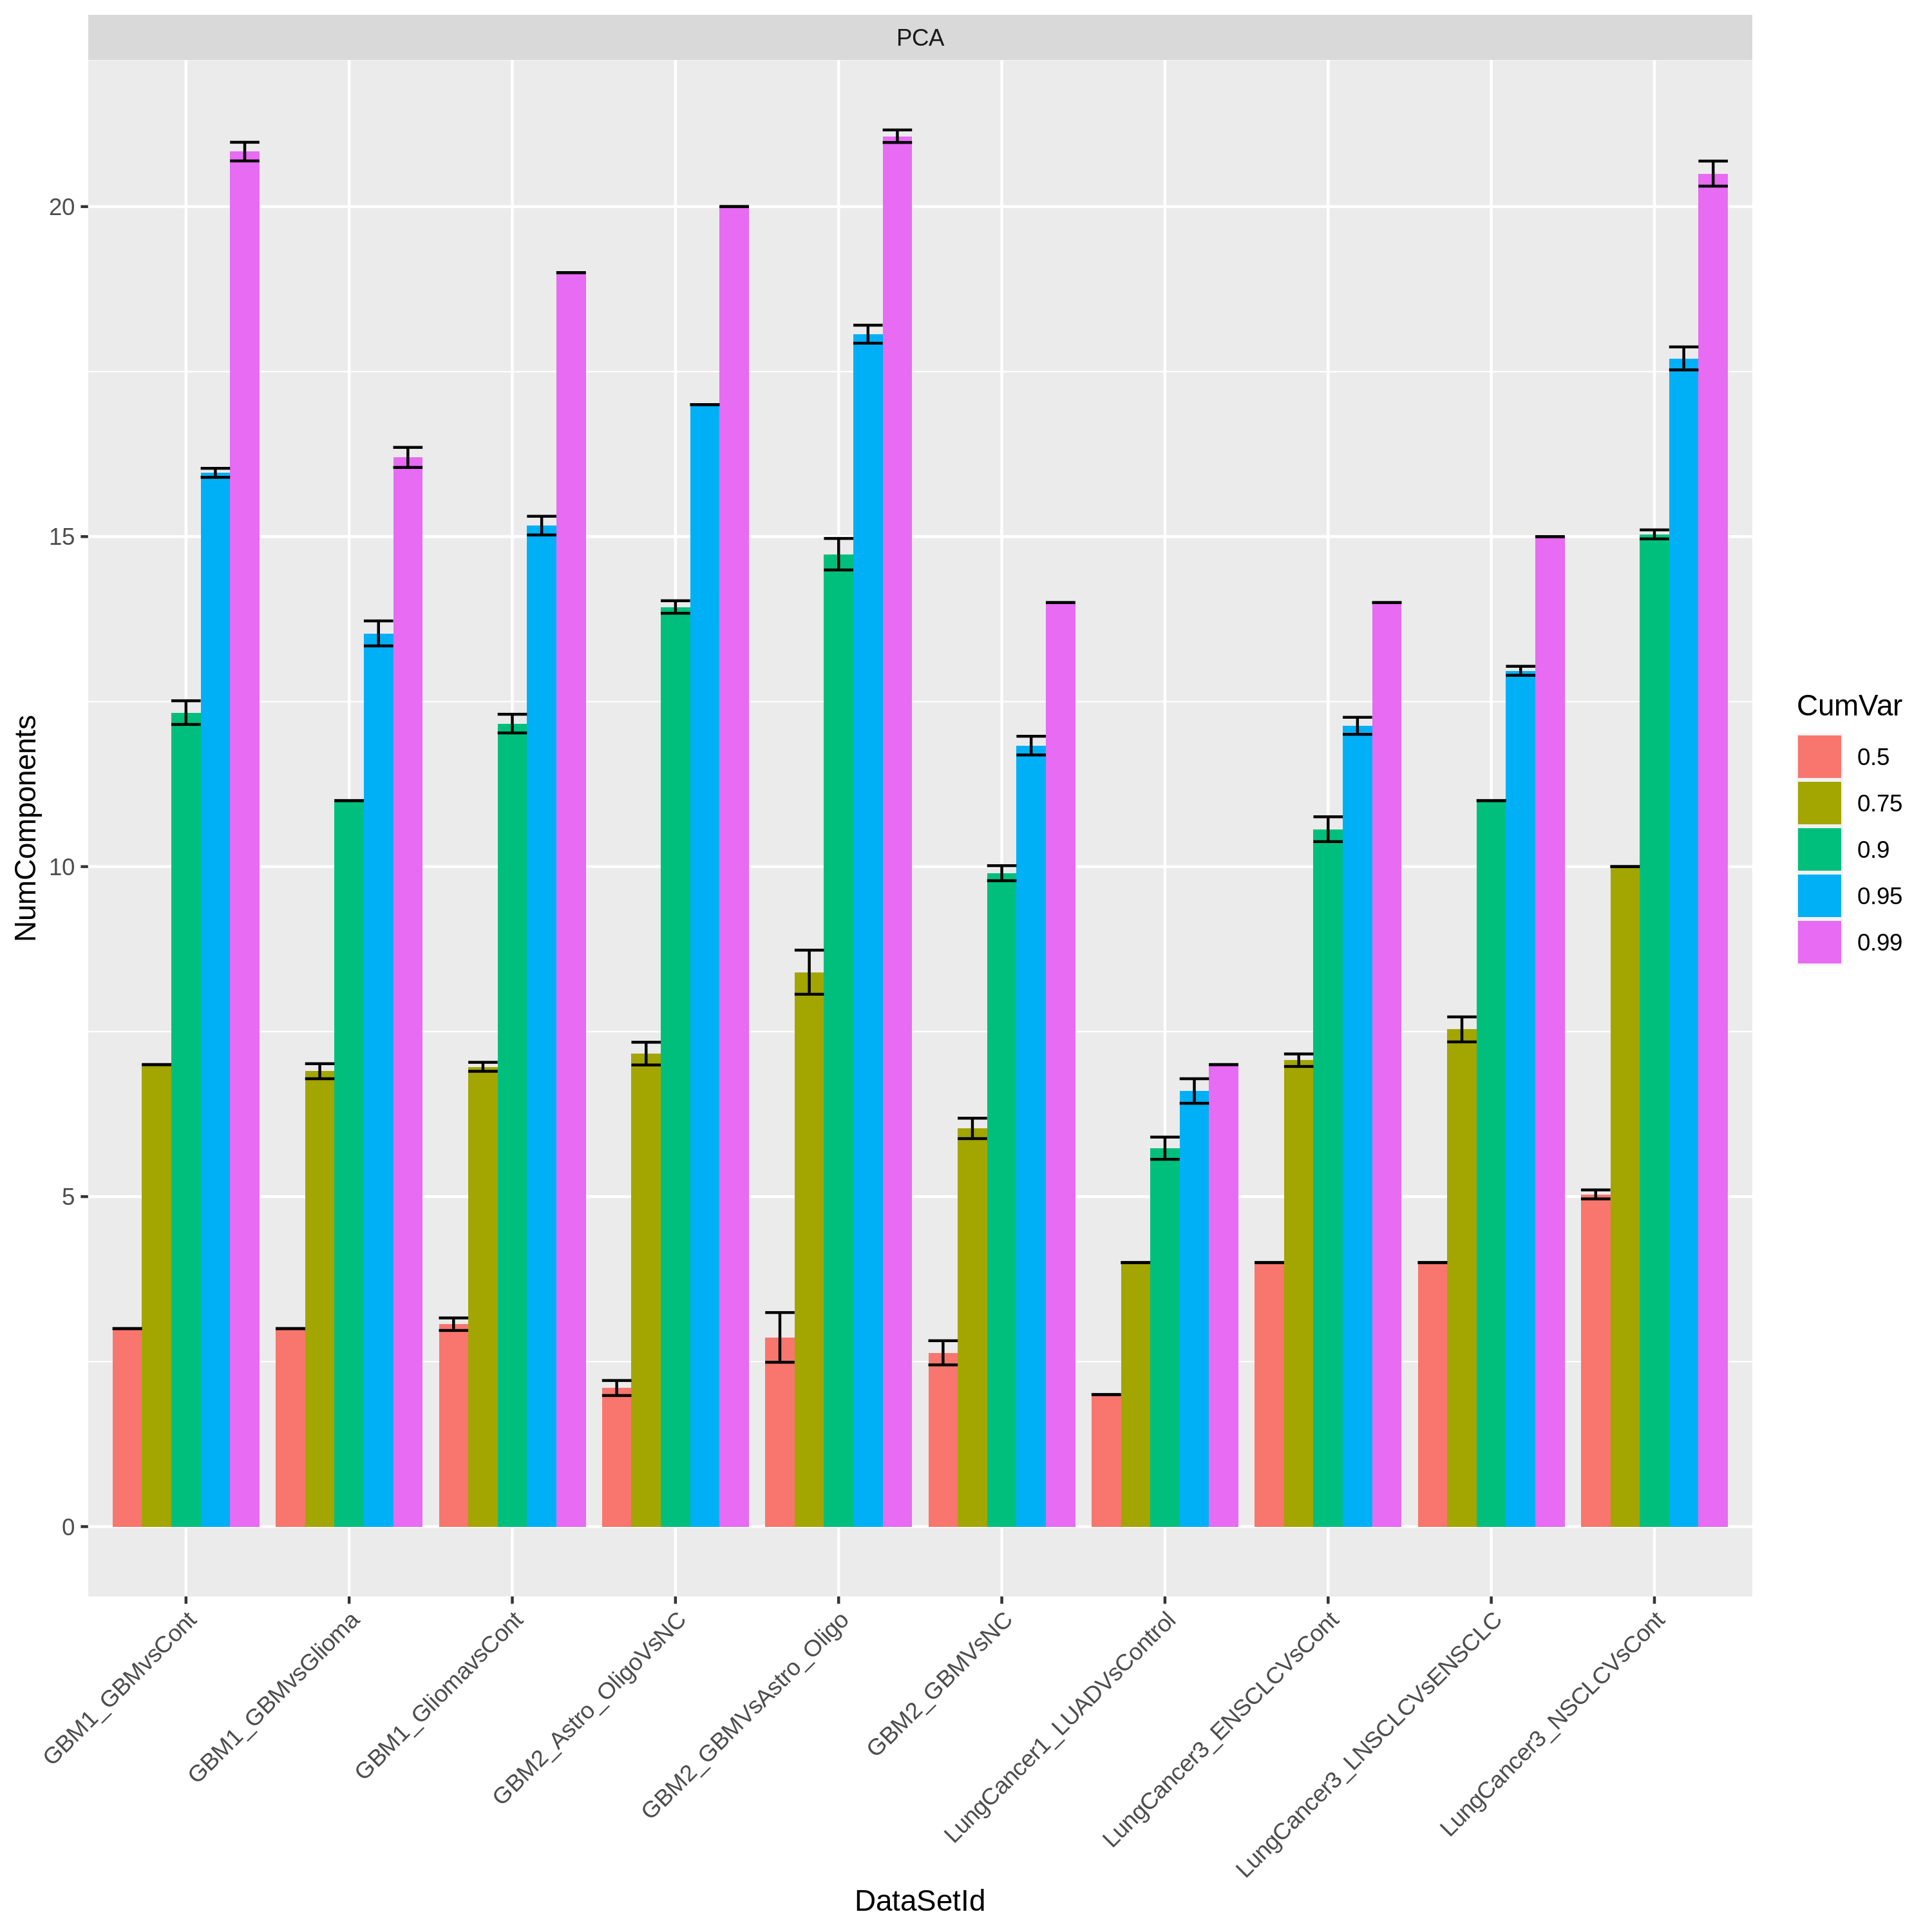 PCA
NumComponents
20
15
10
5
0
GBM1_GBMvsCont
GBM1_GBMvsGlioma
GBM1_GliomavsCont
GBM2_Astro_OligoVsNC
GBM2_GBMVsAstro_Oligo
GBM2_GBMVsNC
LungCancer1_LUADVsControl
LungCancer3_ENSCLCVsCont
LungCancer3_LNSCLCVsENSCLC
LungCancer3_NSCLCVsCont
DataSetId
CumVar
0.5
0.75
0.9
0.95
0.99